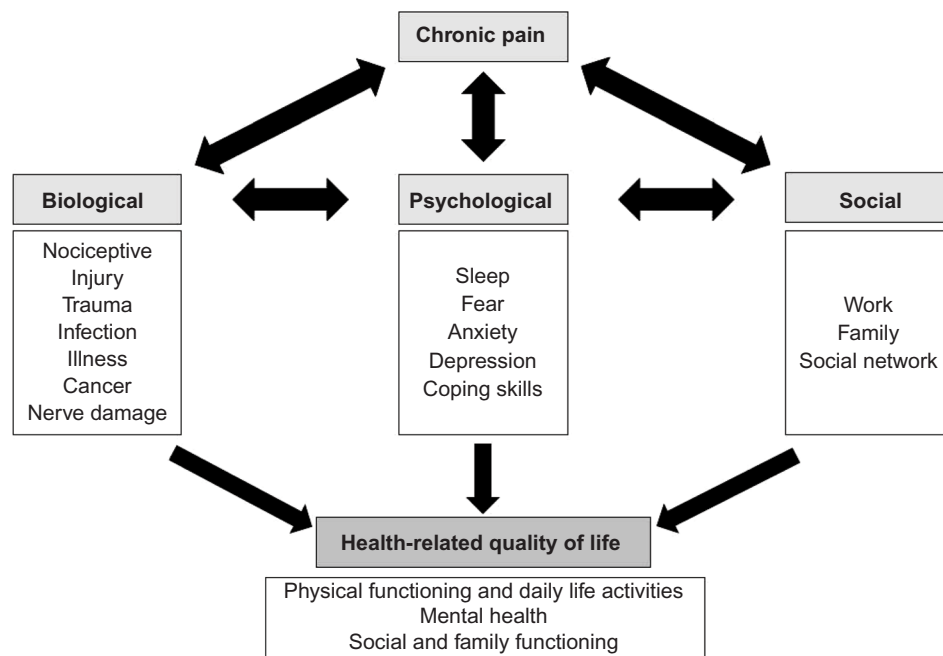 Chronic pain
Biological
Nociceptive
Injury
Trauma
Infection
Illness
Cancer
Nerve damage
Psychological
Sleep
Fear
Anxiety
Depression
Coping skills
Social
Work
Family
Social network
Health-related quality of life
Physical functioning and daily life activities
Mental health
Social and family functioning